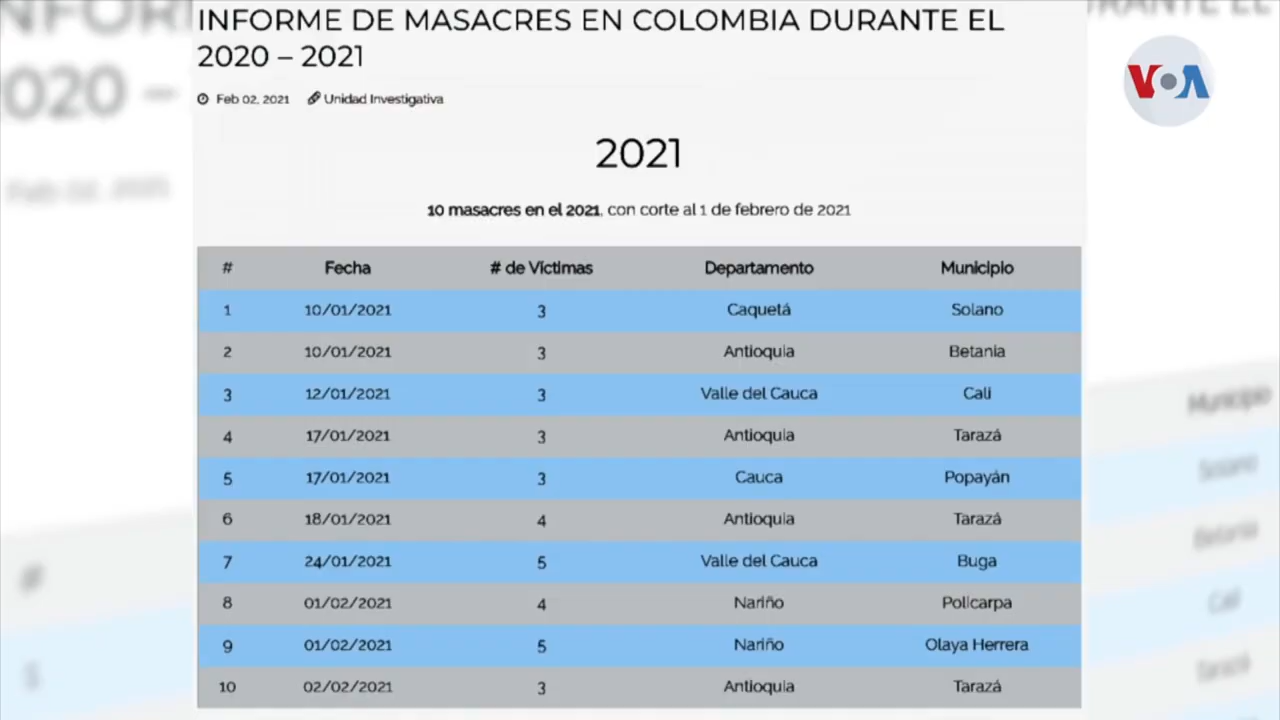 INFORME DE MASACRES EN COLOMBIA DURANTE EL
2020 – 2021
VOA
Feb 02, 2021 Unidad Investigativa
2021
10 masacres en el 2021, con corte al 1 de febrero de 2021
# Fecha # de Víctimas Departamento Municipio
1 10/01/2021 3 Caquetá Solano
2 10/01/2021 3 Antioquia Betania
3 12/01/2021 3 Valle del Cauca Cali
4 17/01/2021 3 Antioquia Tarazá
5 17/01/2021 3 Cauca Popayán
6 18/01/2021 4 Antioquia Tarazá
7 24/01/2021 5 Valle del Cauca Buga
8 01/02/2021 4 Nariño Policarpa
9 01/02/2021 5 Nariño Olaya Herrera
10 02/02/2021 3 Antioquia Tarazá